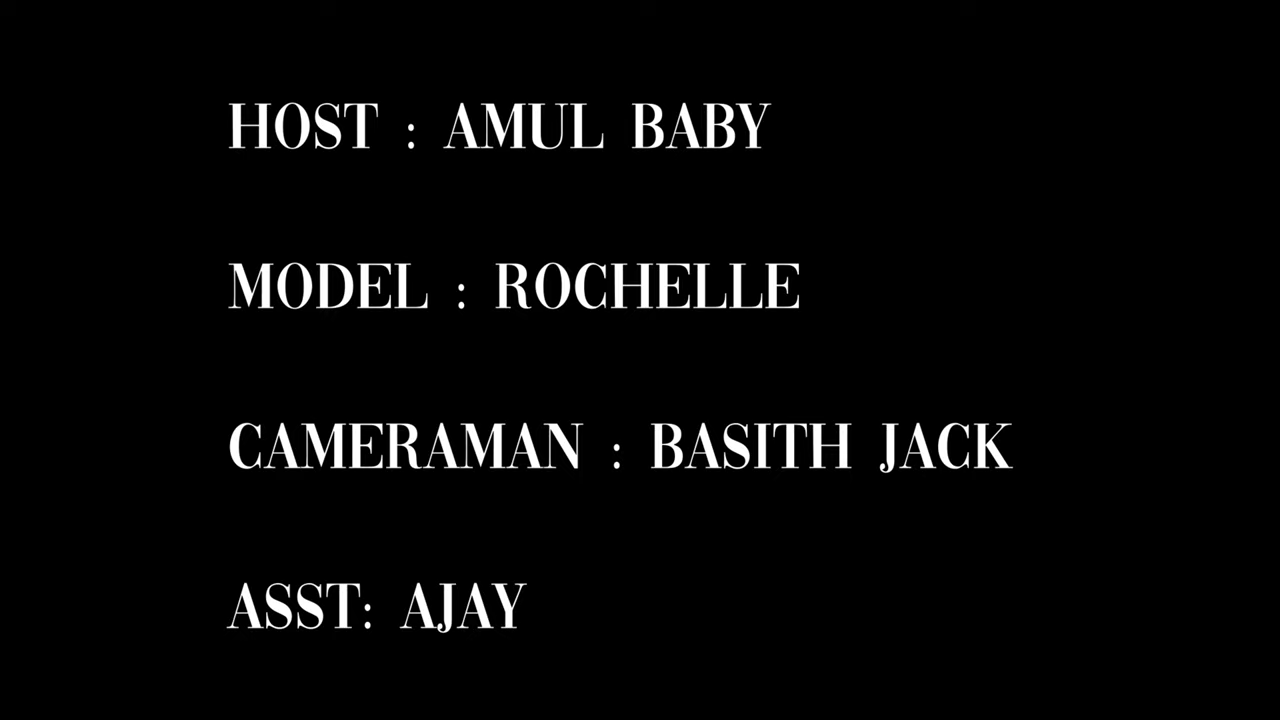 HOST : AMUL BABY
MODEL : ROCHELLE
CAMERAMAN : BASITH JACK
ASST: AJAY